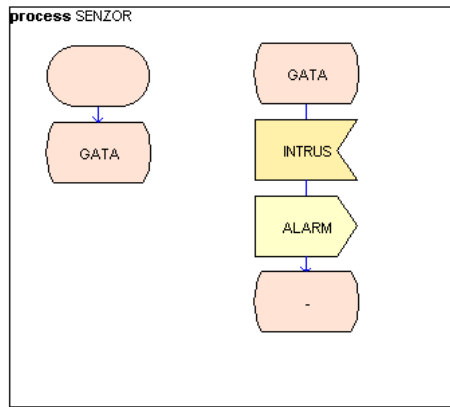 process SENZOR
GATA
GATA
INTRUS
ALARM
-